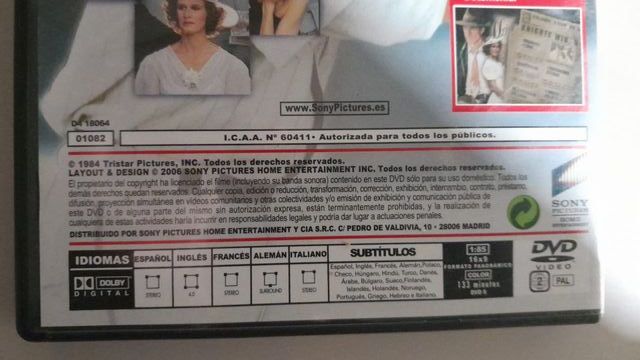 KNIGHTS WIN
www.SonyPictures.es
D4 18064
01082
I.C.A.A. Nº 60411• Autorizada para todos los públicos.
© 1984 Tristar Pictures, INC. Todos los derechos reservados.
LAYOUT & DESIGN © 2006 SONY PICTURES HOME ENTERTAINMENT INC. Todos los derechos reservados.
El propietario del copyright ha licenciado el filme (incluyendo su banda sonora) contenido en este DVD sólo para su uso doméstico. Todos los
demás derechos quedan reservados. Cualquier copia, edición o reducción, transformación, corrección, exhibición, intercambio, contrato, préstamo,
difusión, proyección simultánea en vídeos comunitarios y otras colectividades y/o emisión de exhibición y comunicación pública de
este DVD o de alguna parte del mismo sin autorización expresa, están terminantemente prohibidas, y la realización de
cualquiera de estas actividades haría incurrir en responsabilidades legales y podría dar lugar a actuaciones penales.
DISTRIBUIDO POR SONY PICTURES HOME ENTERTAINMENT Y CIA S.R.C. C/ PEDRO DE VALDIVIA, 10 • 28006 MADRID
SONY
PICTURES
HOME
ENTERTAINMENT
IDIOMAS ESPAÑOL INGLÉS FRANCÉS ALEMÁN ITALIANO
DOLBY
DIGITAL
STEREO 4.0 STEREO SURROUND STEREO
SUBTÍTULOS
Español, Inglés, Francés, Alemán, Polaco,
Checo, Húngaro, Hindú, Turco, Danés,
Árabe, Bulgaro, Sueco, Finlandés,
Islandés, Holandés, Noruego,
Portugués, Griego, Hebreo e Italiano.
1:85
16x9
FORMATO PANORÁMICO
COLOR
133 minutos
DVD 9
DVD
VIDEO
2 PAL